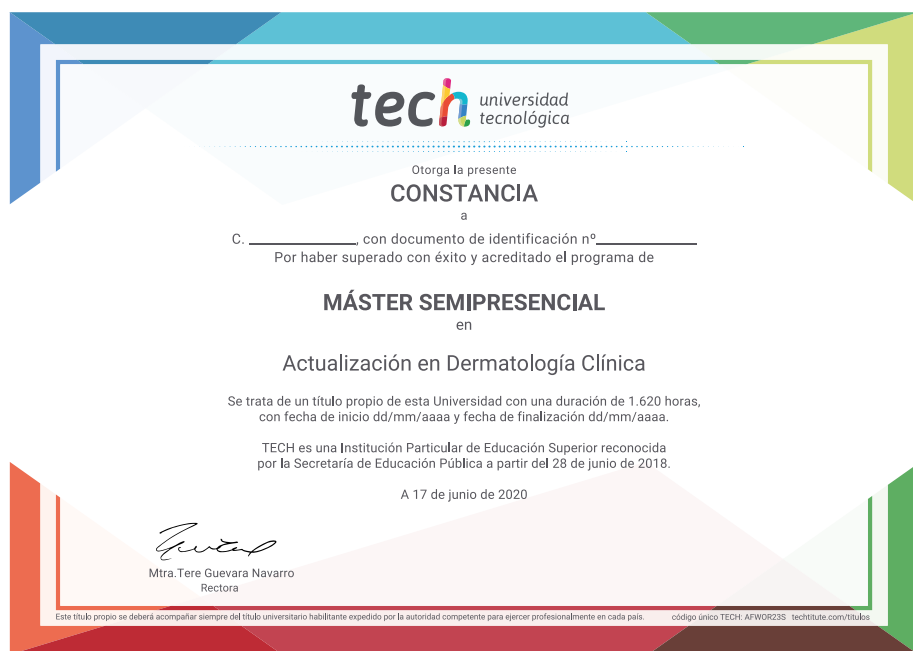 tech universidad
tecnológica
Otorga la presente
CONSTANCIA
a
C. ____________, con documento de identificación nº____________
Por haber superado con éxito y acreditado el programa de
MÁSTER SEMIPRESENCIAL
en
Actualización en Dermatología Clínica
Se trata de un título propio de esta Universidad con una duración de 1.620 horas,
con fecha de inicio dd/mm/aaaa y fecha de finalización dd/mm/aaaa.
TECH es una Institución Particular de Educación Superior reconocida
por la Secretaría de Educación Pública a partir del 28 de junio de 2018.
A 17 de junio de 2020
Mtra.Tere Guevara Navarro
Rectora
Este título propio se deberá acompañar siempre del título universitario habilitante expedido por la autoridad competente para ejercer profesionalmente en cada país. código único TECH: AFWOR23S techtitute.com/titulos